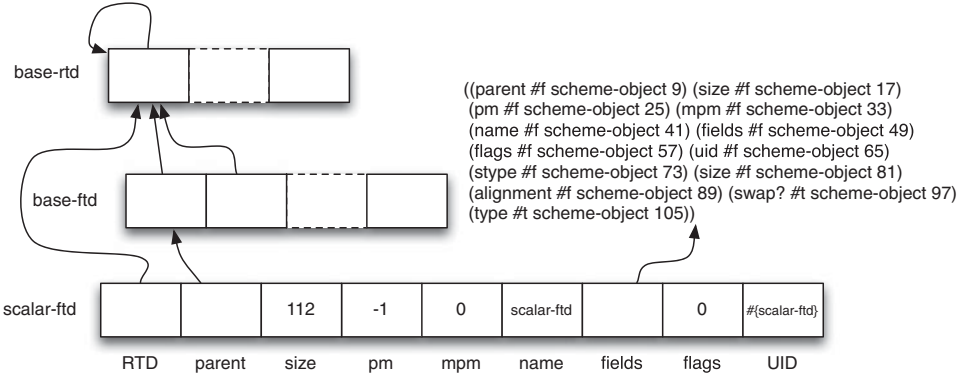 base-rtd
((parent #f scheme-object 9) (size #f scheme-object 17)
(pm #f scheme-object 25) (mpm #f scheme-object 33)
(name #f scheme-object 41) (fields #f scheme-object 49)
(flags #f scheme-object 57) (uid #f scheme-object 65)
(stype #f scheme-object 73) (size #f scheme-object 81)
(alignment #f scheme-object 89) (swap? #t scheme-object 97)
(type #t scheme-object 105))
base-ftd
scalar-ftd 112 -1 0 scalar-ftd 0 #{scalar-ftd}
RTD parent size pm mpm name fields flags UID